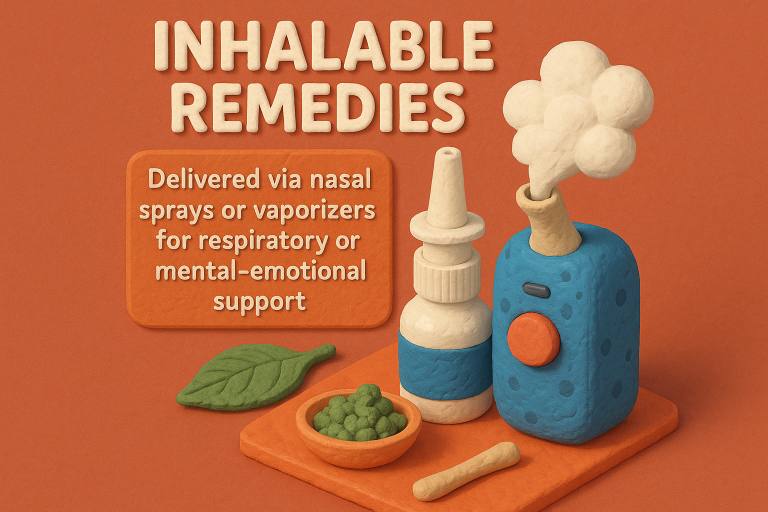 INHALABLE
REMEDIES
Delivered via nasal
sprays or vaporizers
for respiratory or
mental-emotional
support